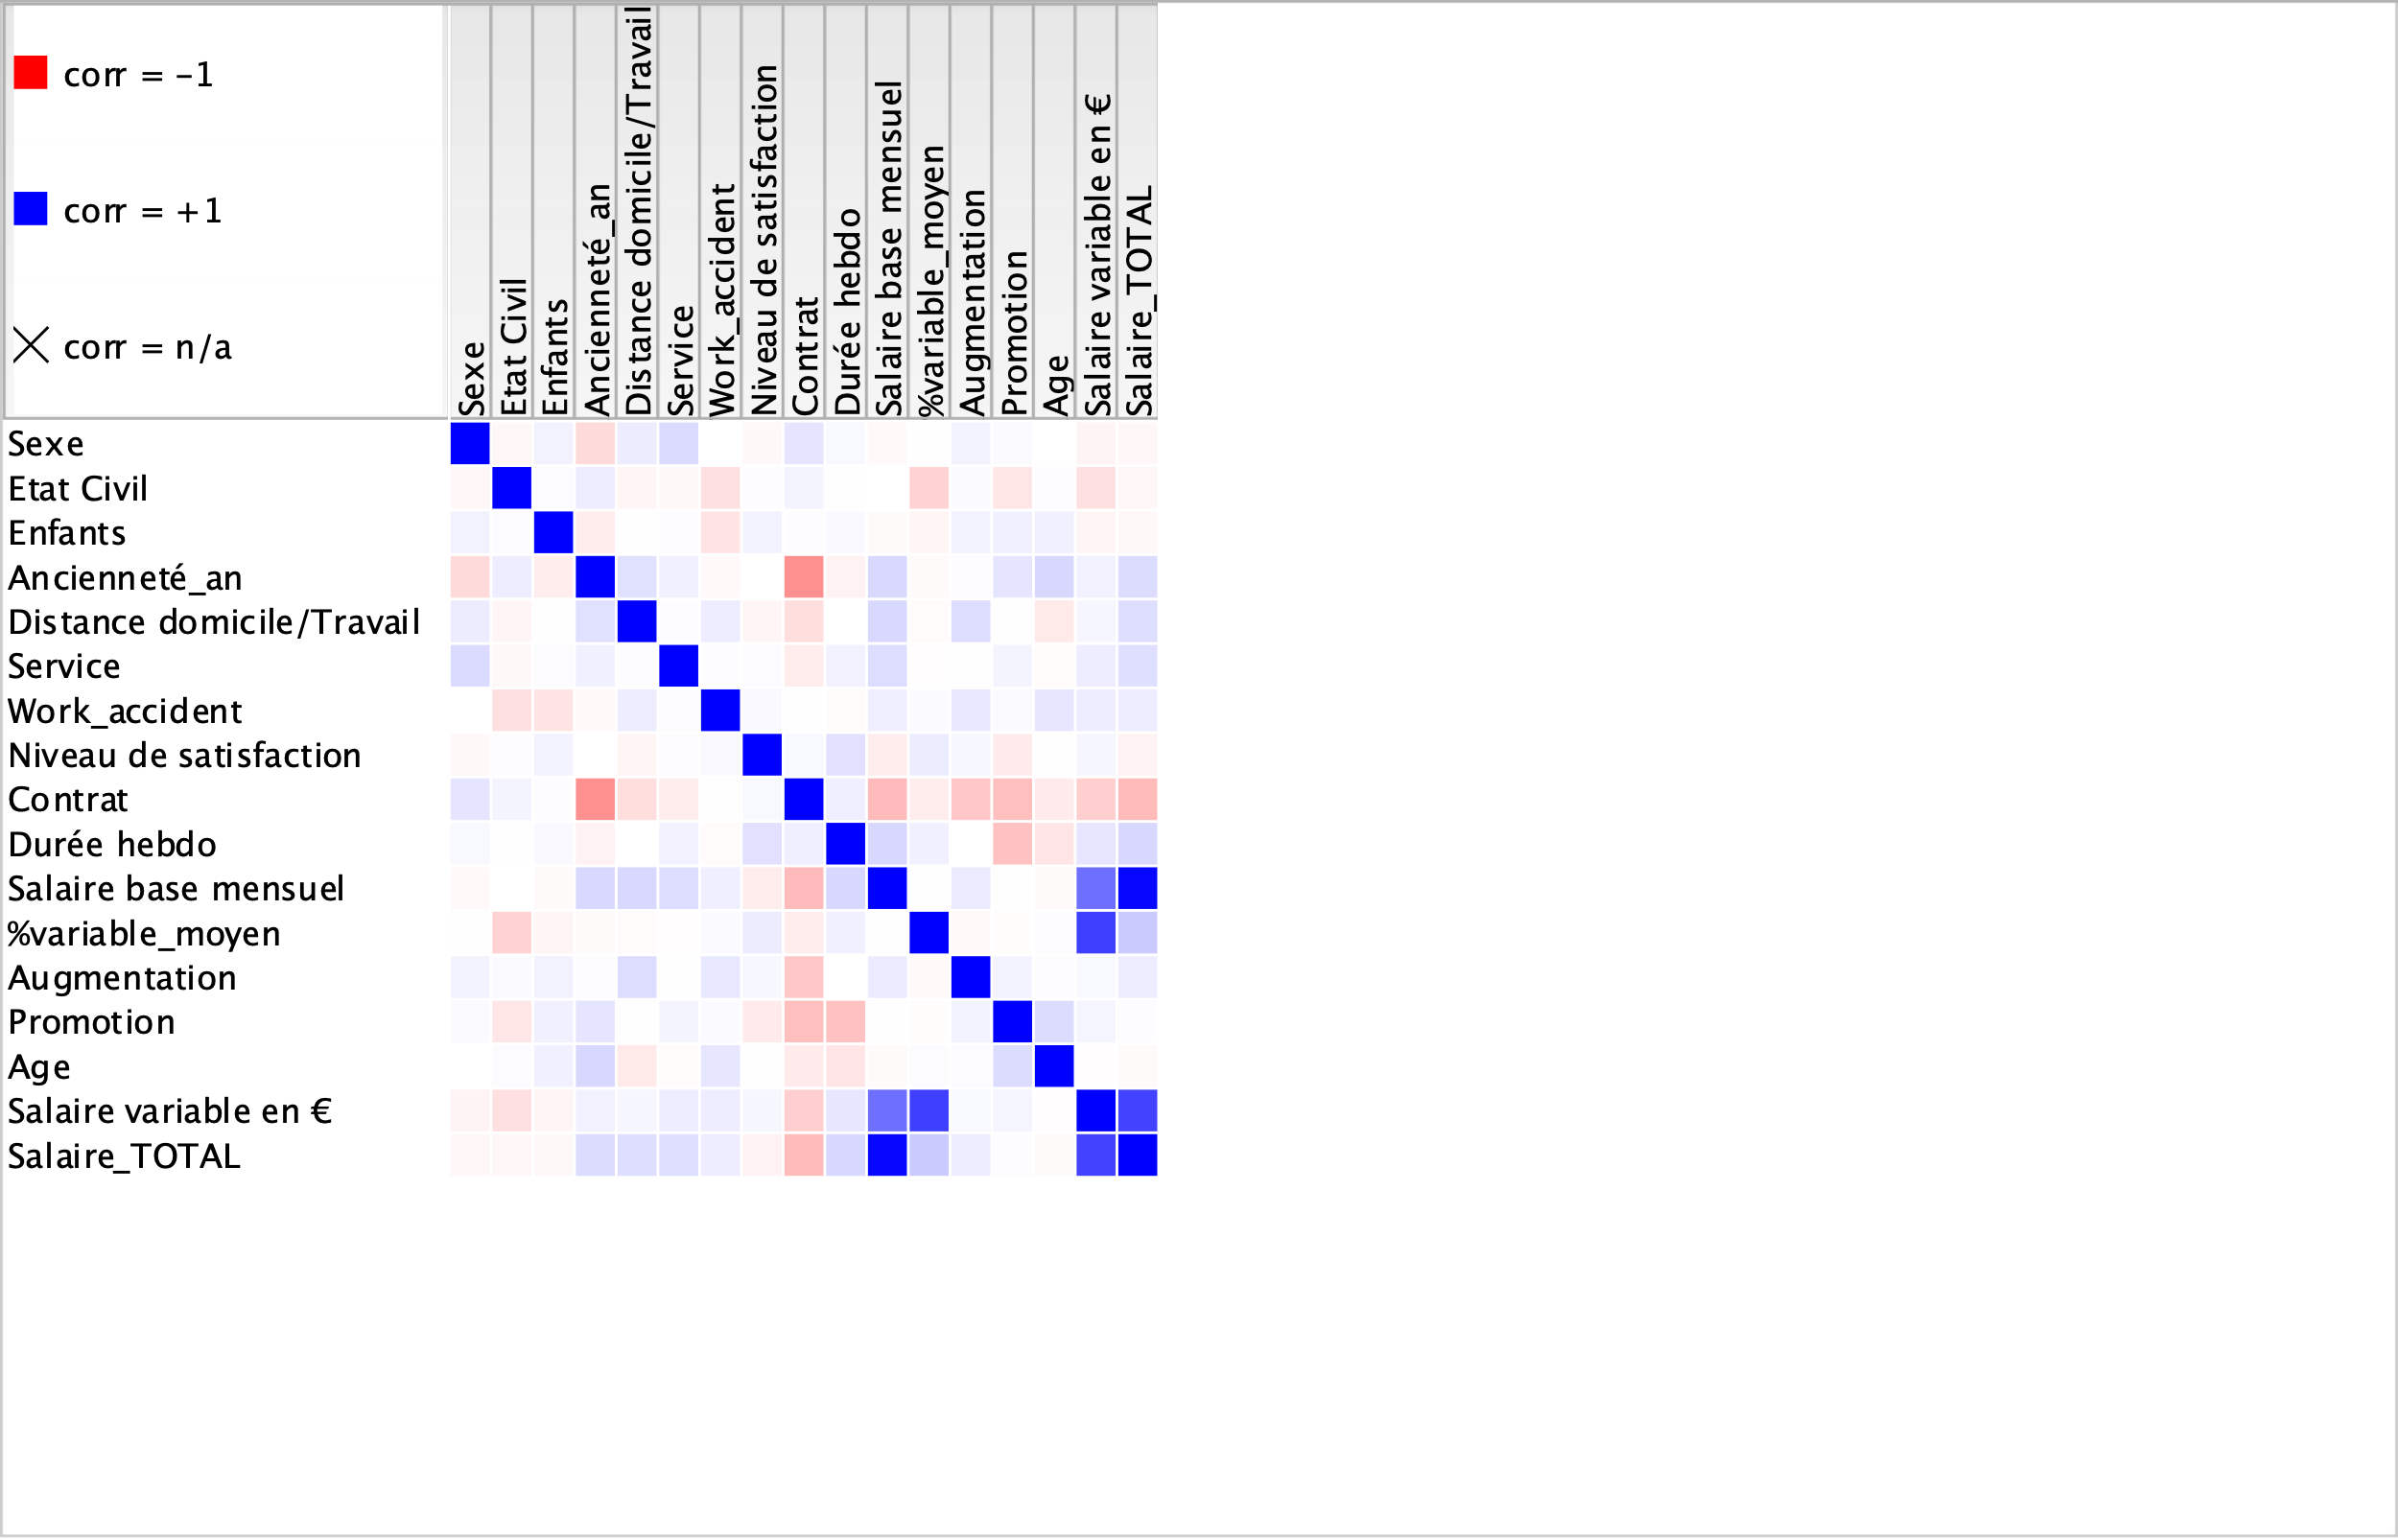 corr = -1
corr = +1
corr = n/a
Sexe
Etat Civil
Enfants
Ancienneté_an
Distance domicile/Travail
Service
Work_accident
Niveau de satisfaction
Contrat
Durée hebdo
Salaire base mensuel
%variable_moyen
Augmentation
Promotion
Age
Salaire variable en €
Salaire_TOTAL
Sexe
Etat Civil
Enfants
Ancienneté_an
Distance domicile/Travail
Service
Work_accident
Niveau de satisfaction
Contrat
Durée hebdo
Salaire base mensuel
%variable_moyen
Augmentation
Promotion
Age
Salaire variable en €
Salaire_TOTAL